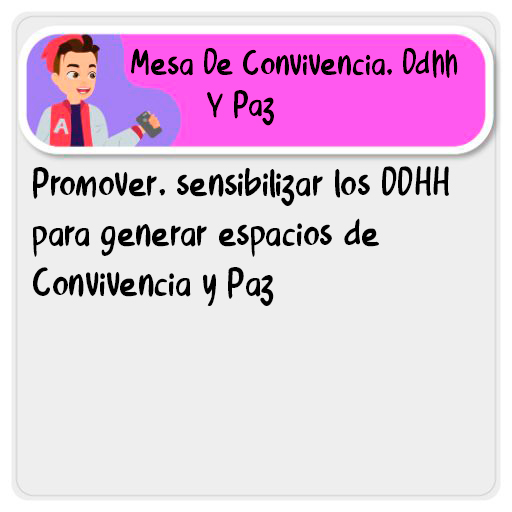 Mesa De Convivencia. Ddhh
Y Paz
A
Promover. sensibilizar los DDHH
para generar espacios de
Convivencia y Paz